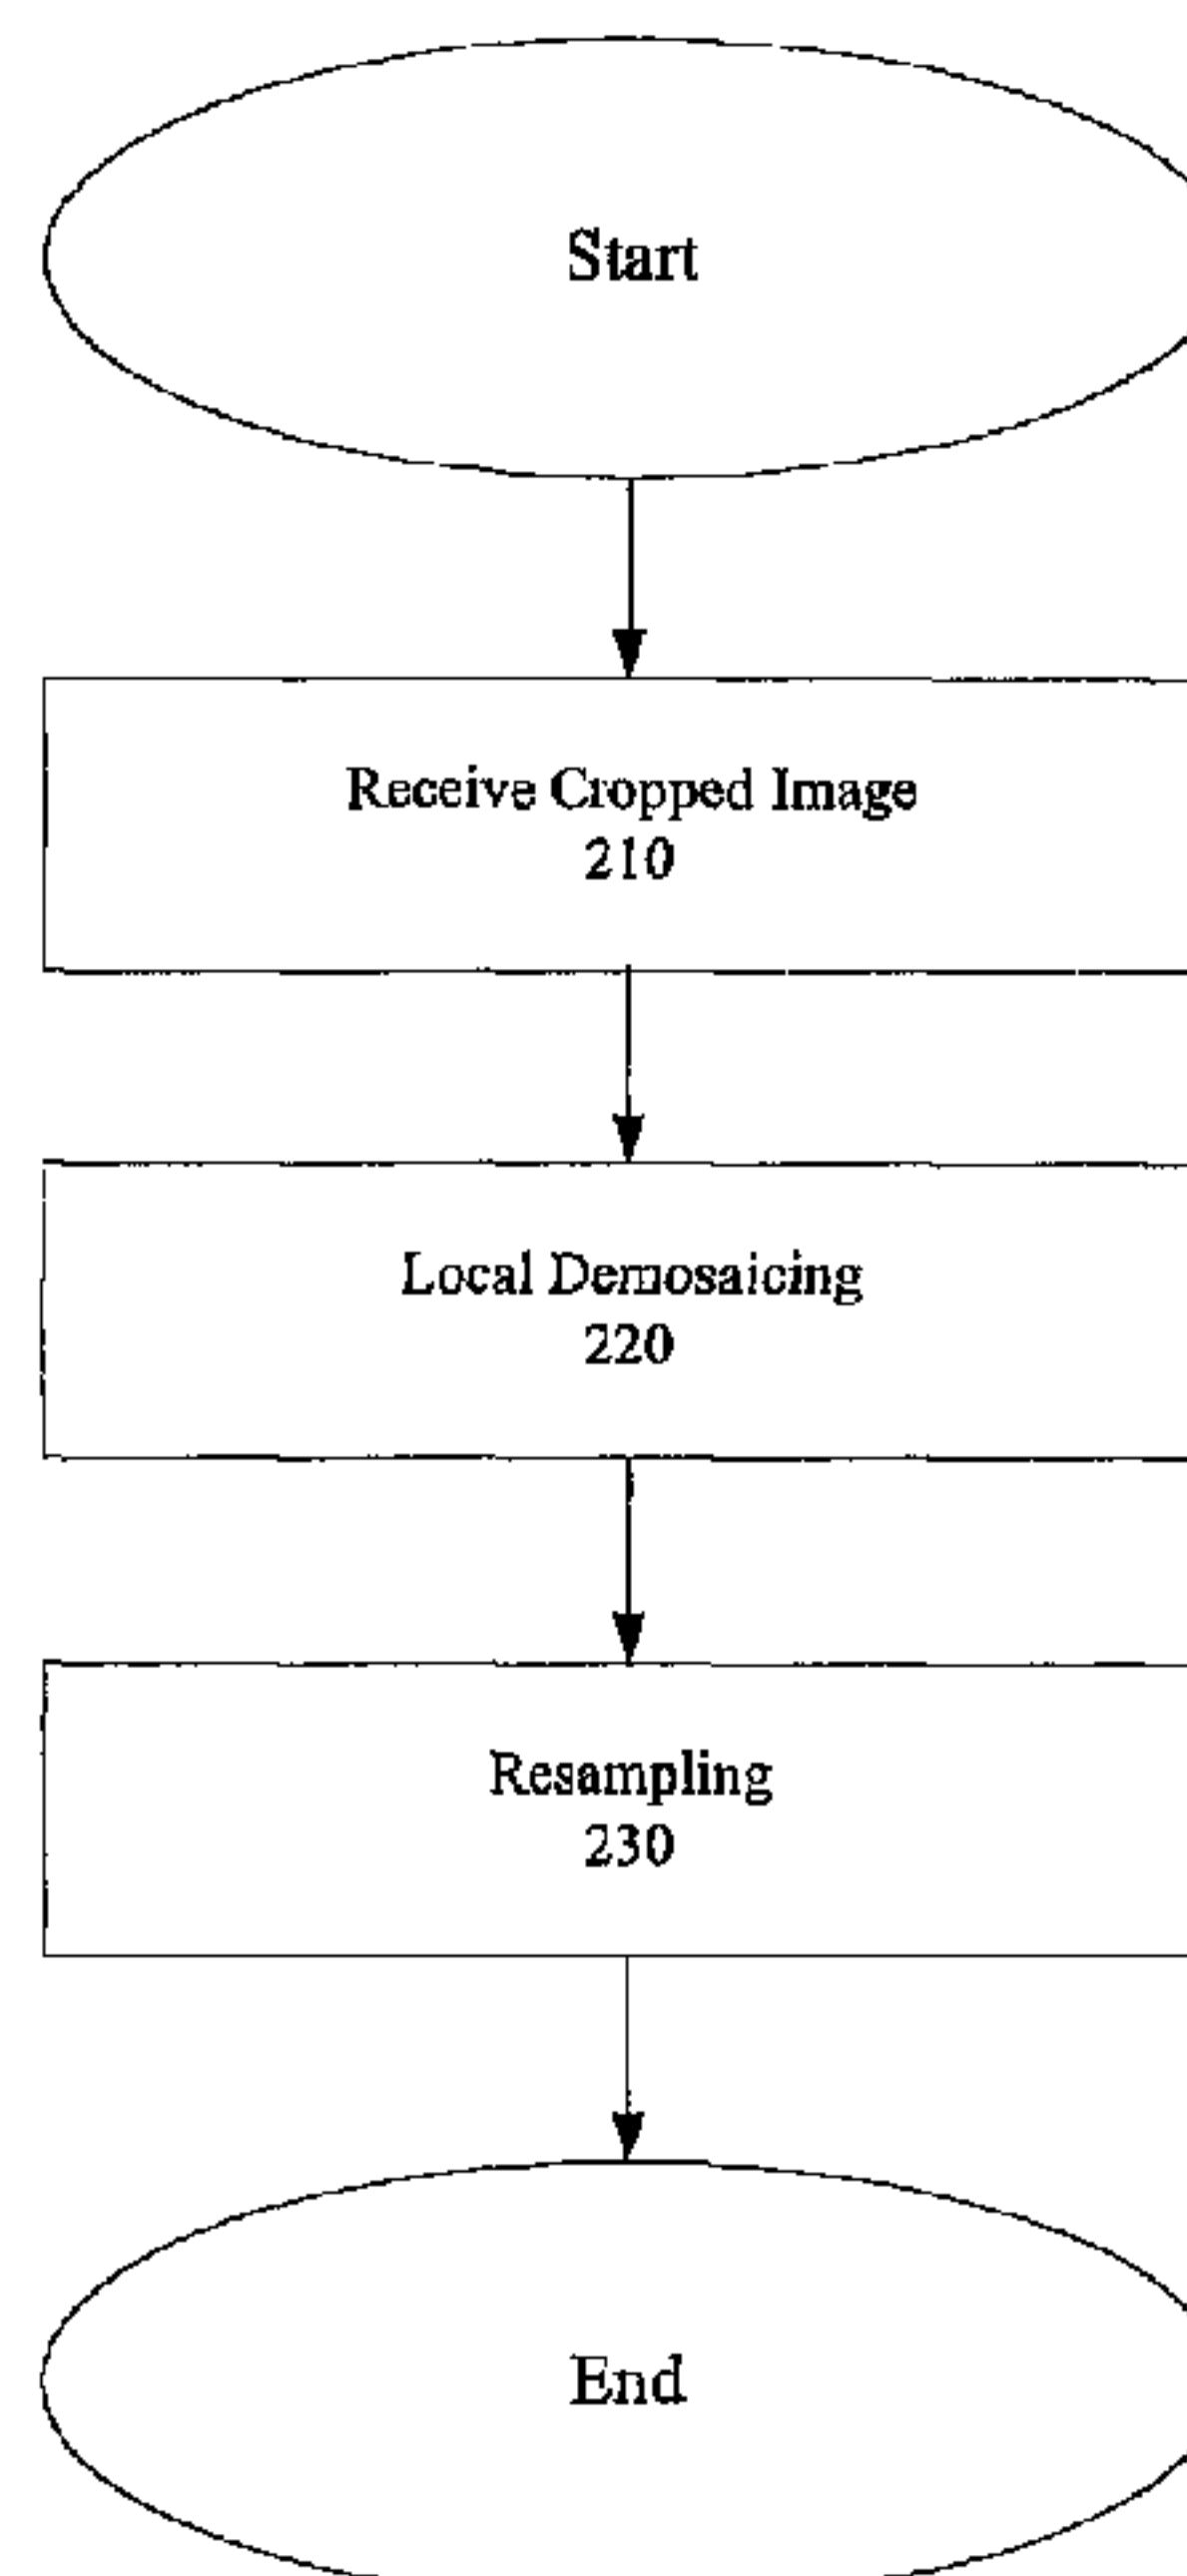 Start
Receive Cropped Image
210
Local Demosaicing
220
Resampling
230
End